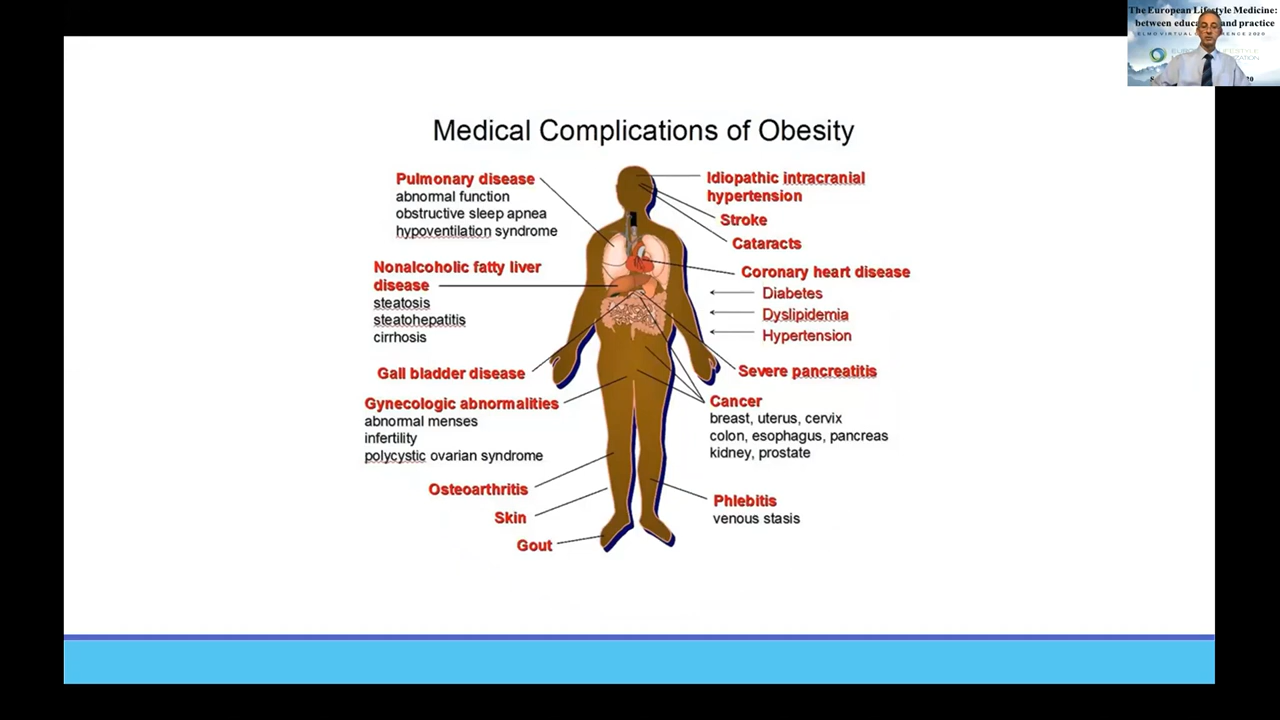 Medical Complications of Obesity
Pulmonary disease
abnormal function
obstructive sleep apnea
hypoventilation syndrome
Nonalcoholic fatty liver
disease
steatosis
steatohepatitis
cirrhosis
Gall bladder disease
Gynecologic abnormalities
abnormal menses
infertility
polycystic ovarian syndrome
Osteoarthritis
Skin
Gout
Idiopathic intracranial
hypertension
Stroke
Cataracts
Coronary heart disease
Diabetes
Dyslipidemia
Hypertension
Severe pancreatitis
Cancer
breast, uterus, cervix
colon, esophagus, pancreas
kidney, prostate
Phlebitis
venous stasis
The European Lifestyle Medicine:
between and practice
ELMO VIRTUAL 2020